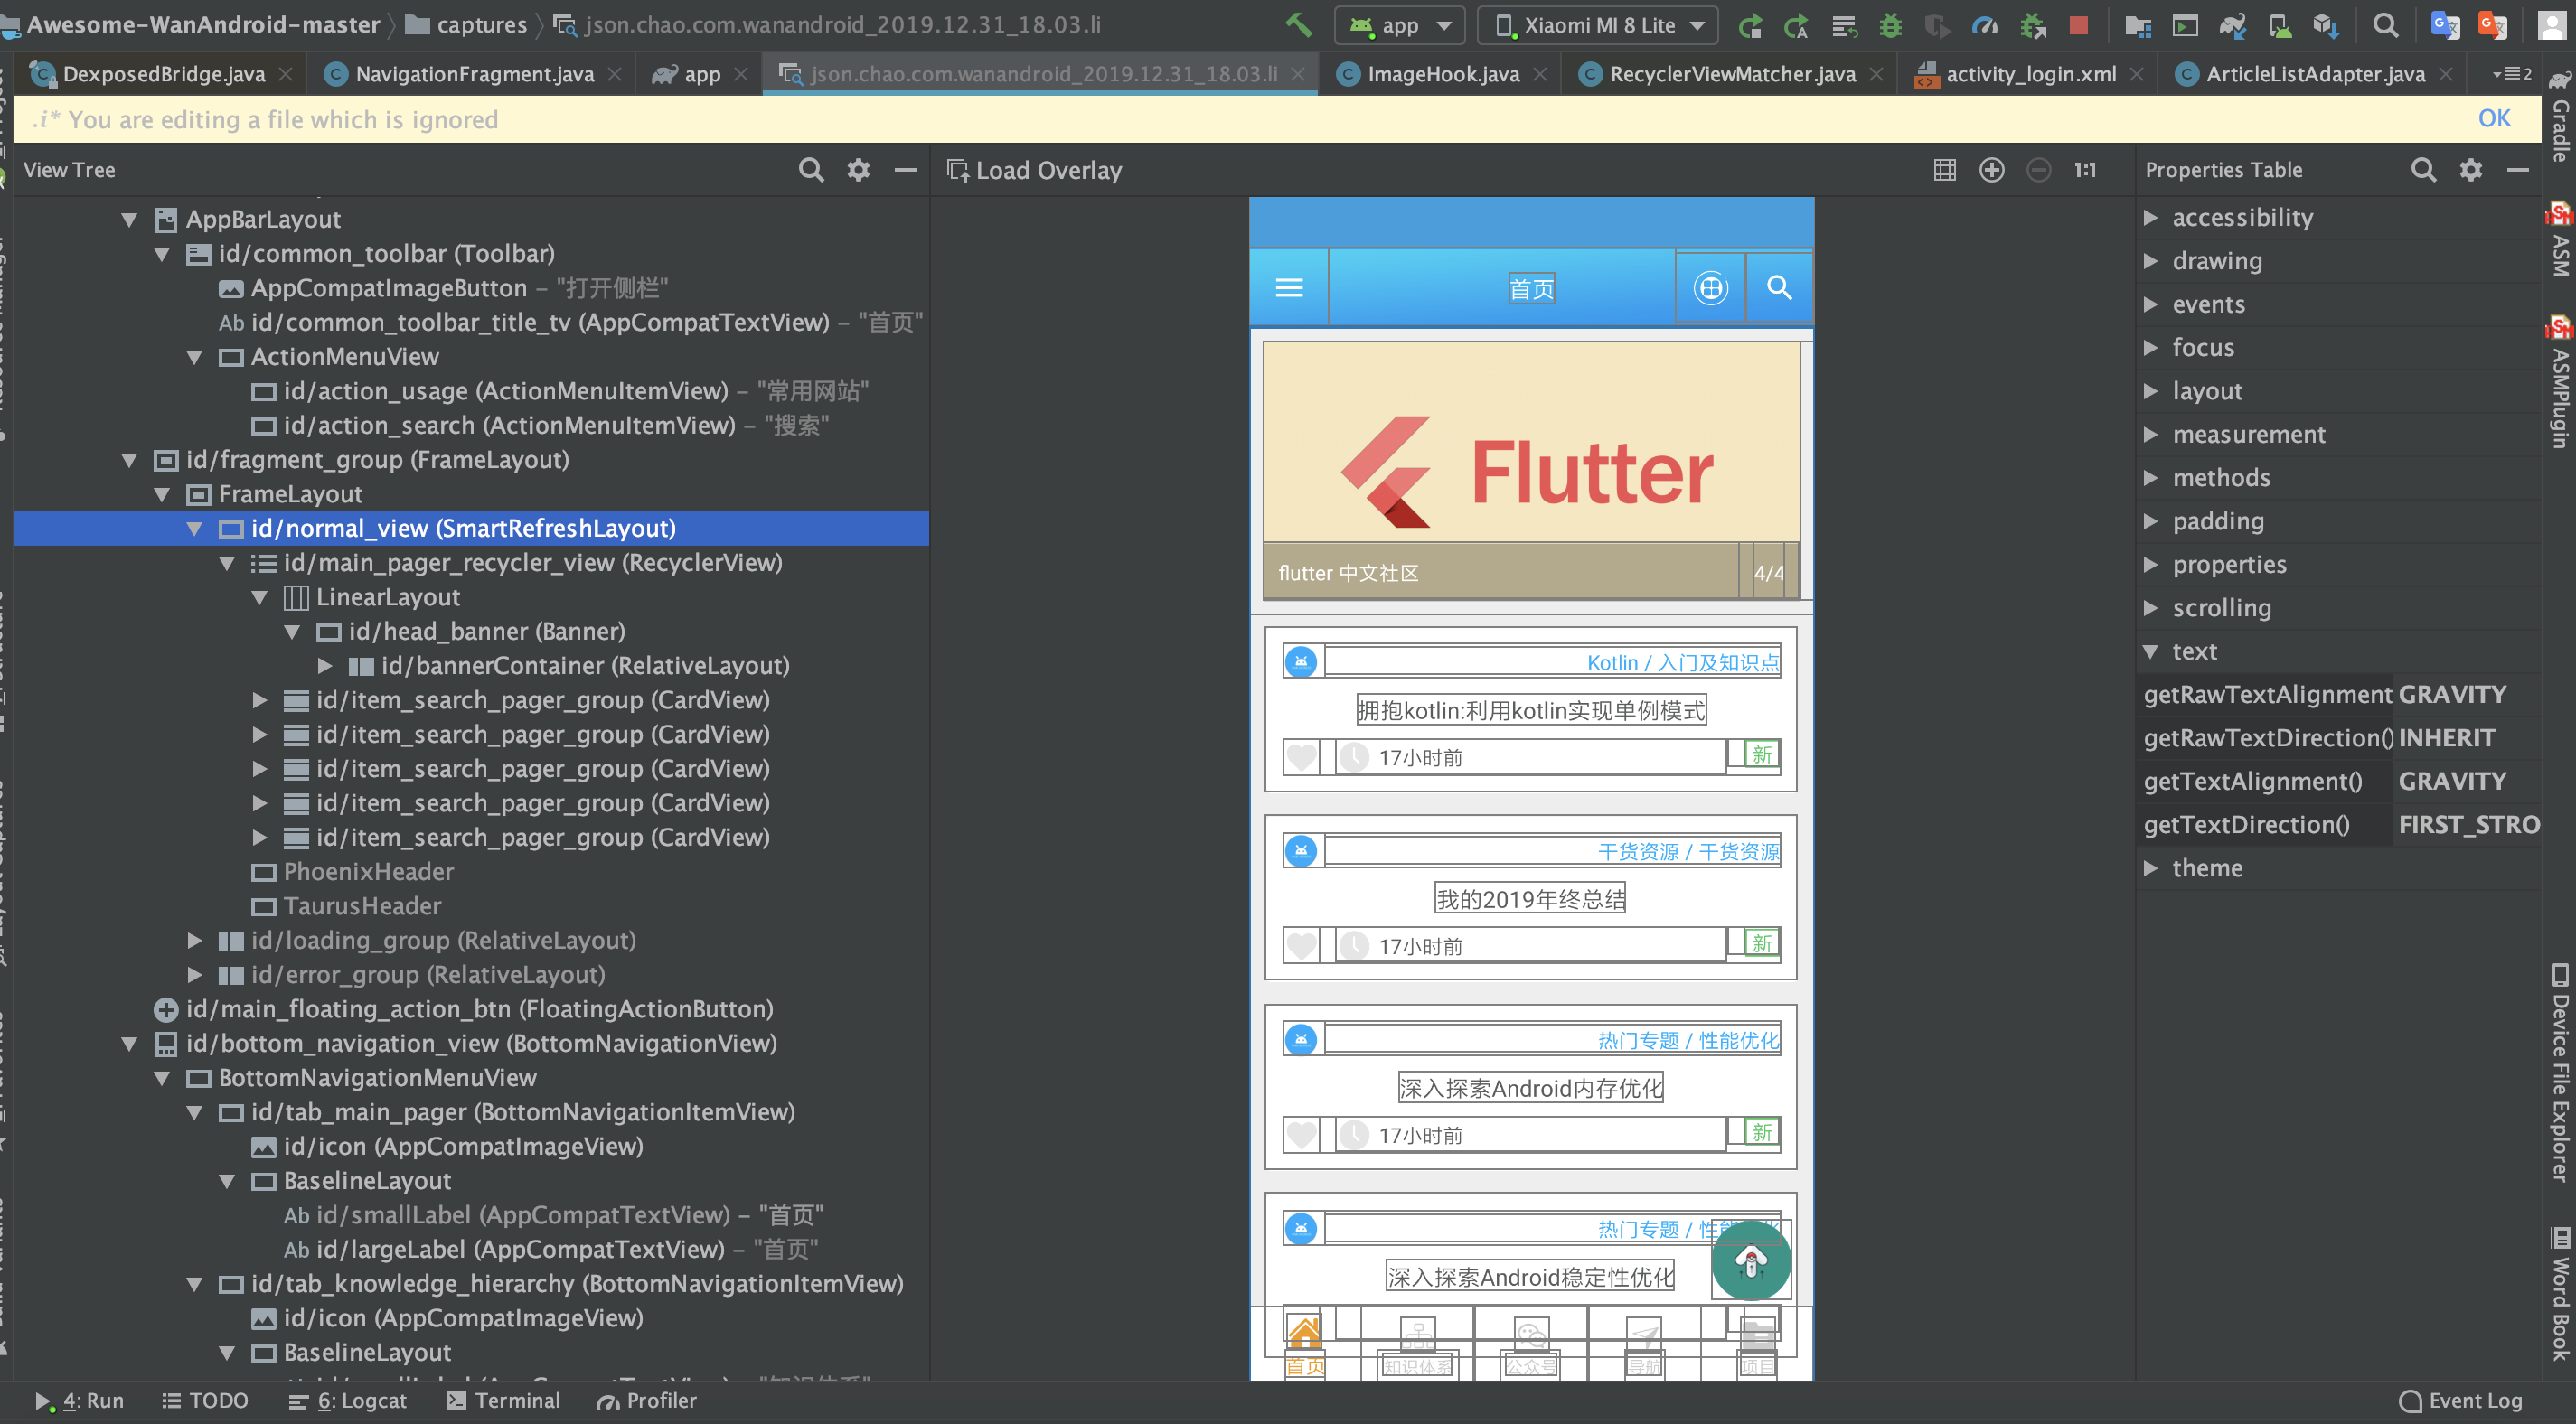 Awesome-WanAndroid-master
captures
json.chao.com.wanandroid_2019.12.31_18.03.li
app
Xiaomi MI 8 Lite
DexposedBridge.java
NavigationFragment.java
app
json.chao.com.wanandroid_2019.12.31_18.03.li
ImageHook.java
RecyclerViewMatcher.java
activity_login.xml
ArticleListAdapter.java
2
.i* You are editing a file which is ignored
OK
View Tree
AppBarLayout
id/common_toolbar (Toolbar)
AppCompatImageButton – "打开侧栏"
Ab id/common_toolbar_title_tv (AppCompatTextView) – "首页"
ActionMenuView
id/action_usage (ActionMenuItemView) – "常用网站"
id/action_search (ActionMenuItemView) – "搜索"
id/fragment_group (FrameLayout)
FrameLayout
id/normal_view (SmartRefreshLayout)
id/main_pager_recycler_view (RecyclerView)
LinearLayout
id/head_banner (Banner)
id/bannerContainer (RelativeLayout)
id/item_search_pager_group (CardView)
id/item_search_pager_group (CardView)
id/item_search_pager_group (CardView)
id/item_search_pager_group (CardView)
id/item_search_pager_group (CardView)
PhoenixHeader
TaurusHeader
id/loading_group (RelativeLayout)
id/error_group (RelativeLayout)
id/main_floating_action_btn (FloatingActionButton)
id/bottom_navigation_view (BottomNavigationView)
BottomNavigationMenuView
id/tab_main_pager (BottomNavigationItemView)
id/icon (AppCompatImageView)
BaselineLayout
Ab id/smallLabel (AppCompatTextView) – "首页"
Ab id/largeLabel (AppCompatTextView) – "首页"
id/tab_knowledge_hierarchy (BottomNavigationItemView)
id/icon (AppCompatImageView)
BaselineLayout
Load Overlay
1:1
首页
Flutter
flutter 中文社区
4/4
Kotlin / 入门及知识点
拥抱kotlin:利用kotlin实现单例模式
17小时前
新
干货资源 / 干货资源
我的2019年终总结
17小时前
新
热门专题 / 性能优化
深入探索Android内存优化
17小时前
新
热门专题 /
深入探索Android稳定性优化
首页
知识体系
公众号
导航
项目
Properties Table
accessibility
drawing
events
focus
layout
measurement
methods
padding
properties
scrolling
text
getRawTextAlignment GRAVITY
getRawTextDirection() INHERIT
getTextAlignment() GRAVITY
getTextDirection() FIRST_STRO
theme
Gradle
ASM
ASMPlugin
Device File Explorer
Word Book
4: Run
TODO
6: Logcat
Terminal
Profiler
Event Log